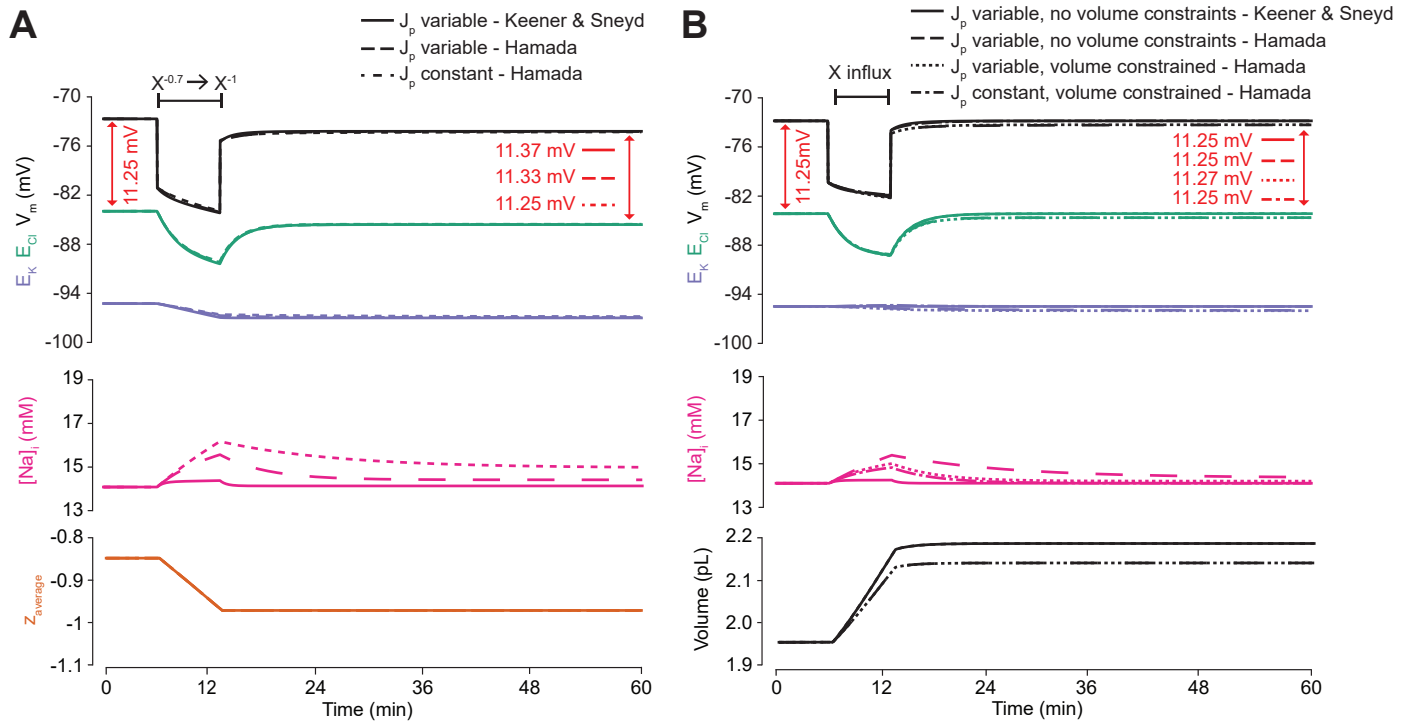 A
J_p variable - Keener & Sneyd
J_p variable - Hamada
J_p constant - Hamada
X^-0.7 → X^-1
-70
-76
-82
-88
-94
-100
E_K E_Cl V_m (mV)
11.25 mV
11.37 mV
11.33 mV
11.25 mV
19
17
15
13
[Na]_i (mM)
-0.8
-0.9
-1
-1.1
z_average
0
12
24
36
48
60
Time (min)
B
J_p variable, no volume constraints - Keener & Sneyd
J_p variable, no volume constraints - Hamada
J_p variable, volume constrained - Hamada
J_p constant, volume constrained - Hamada
X influx
-70
-76
-82
-88
-94
-100
E_K E_Cl V_m (mV)
11.25mV
11.25 mV
11.25 mV
11.27 mV
11.25 mV
19
17
15
13
[Na]_i (mM)
2.2
2.1
2.0
1.9
Volume (pL)
0
12
24
36
48
60
Time (min)